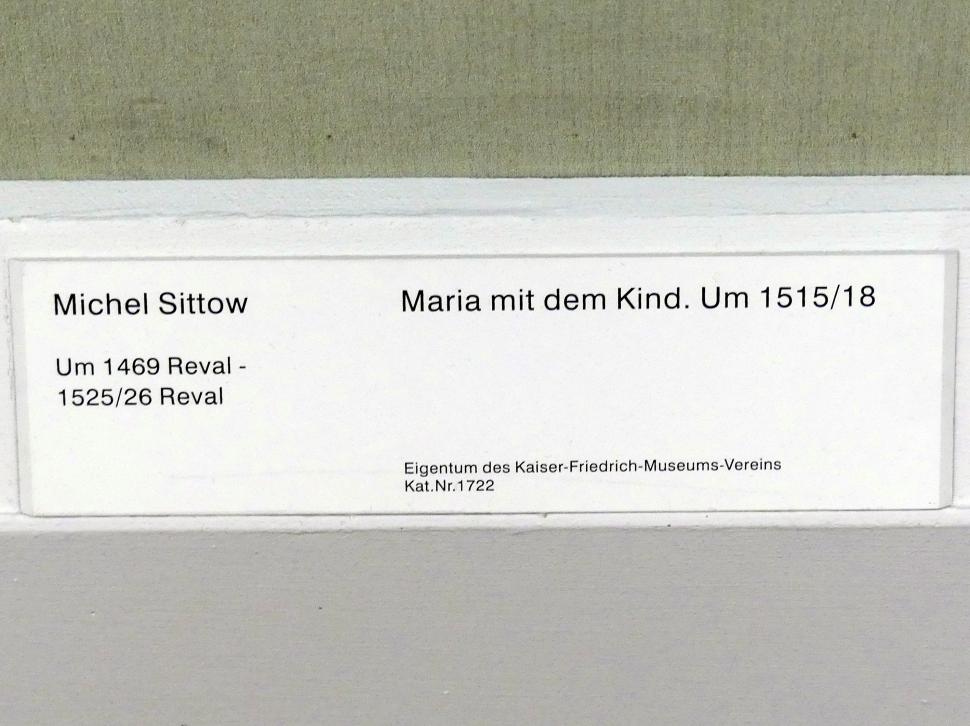 Michel Sittow
Um 1469 Reval -
1525/26 Reval
Maria mit dem Kind. Um 1515/18
Eigentum des Kaiser-Friedrich-Museums-Vereins
Kat.Nr.1722